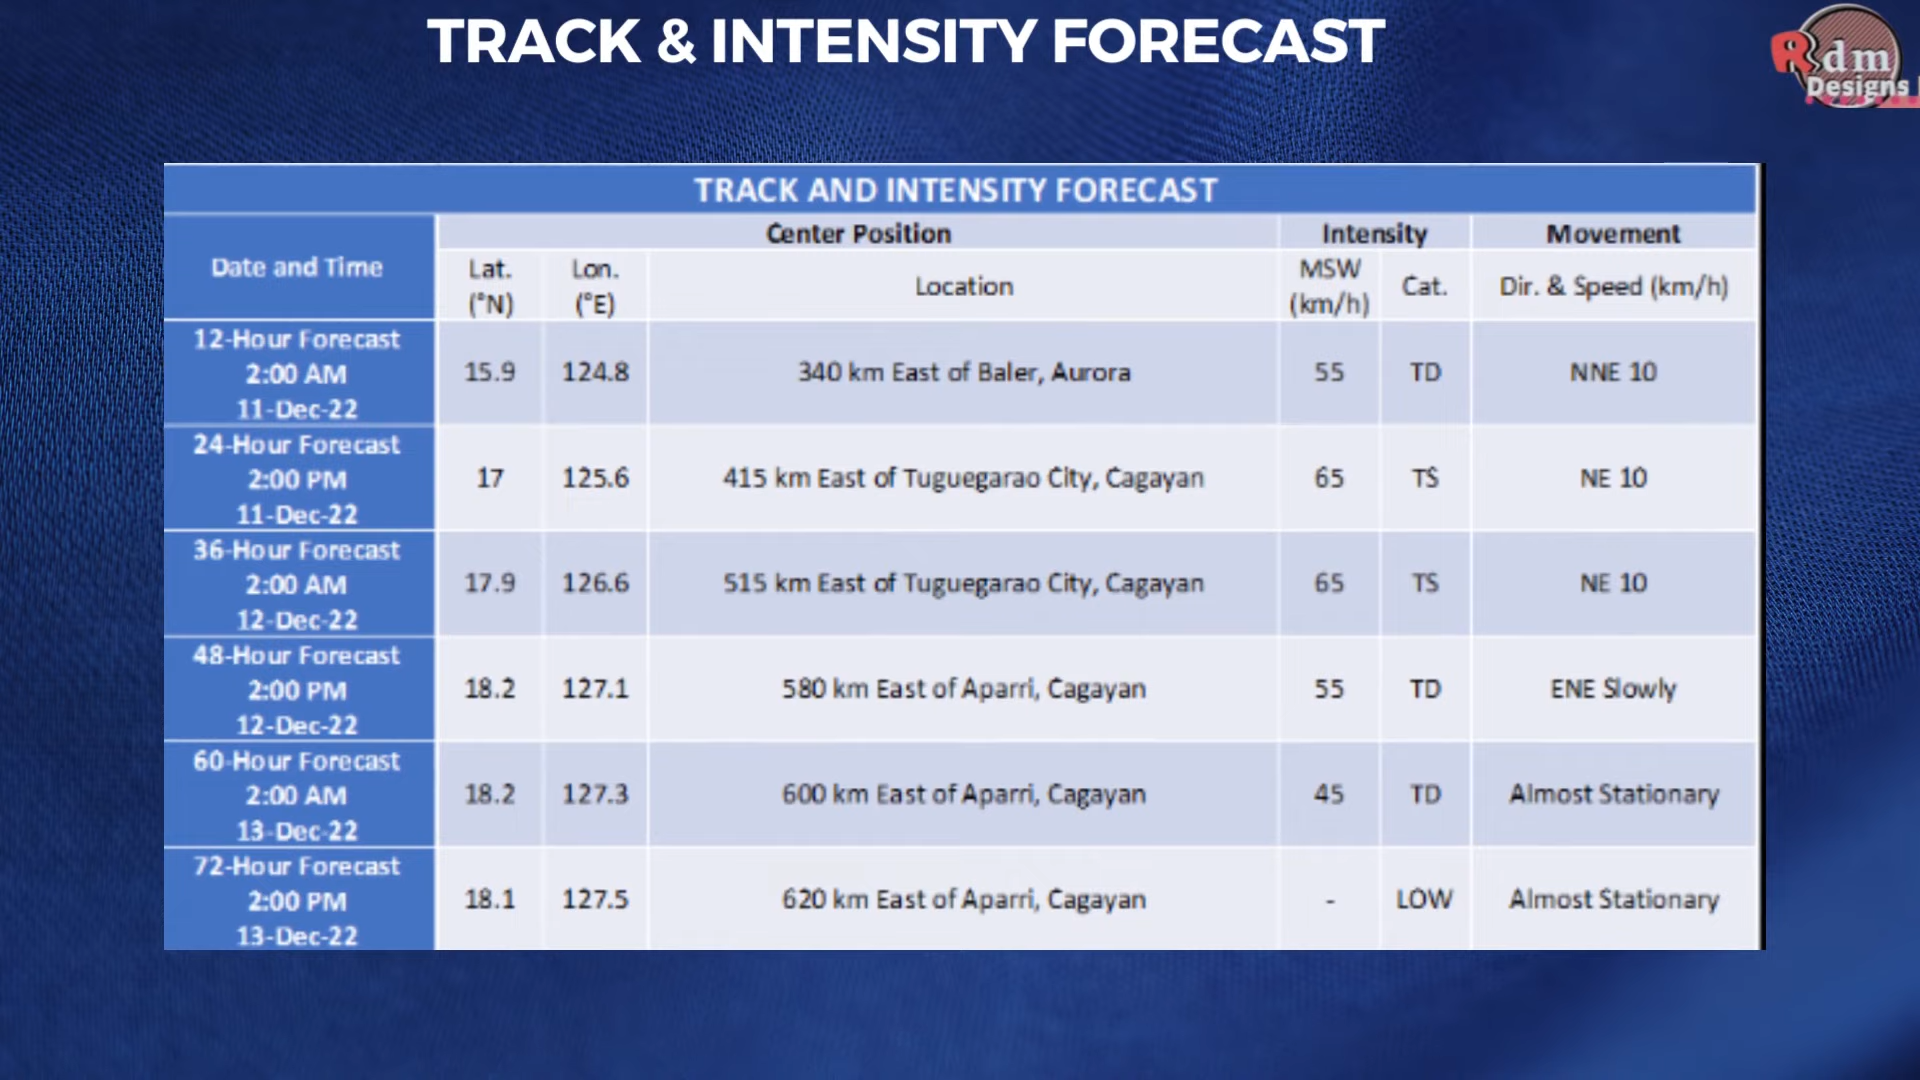 TRACK & INTENSITY FORECAST
Rdm
Designs
TRACK AND INTENSITY FORECAST
Date and Time
Center Position
Intensity
Movement
Lat.
(°N)
Lon.
(°E)
Location
MSW
(km/h)
Cat.
Dir. & Speed (km/h)
12-Hour Forecast
2:00 AM
11-Dec-22
15.9
124.8
340 km East of Baler, Aurora
55
TD
NNE 10
24-Hour Forecast
2:00 PM
11-Dec-22
17
125.6
415 km East of Tuguegarao City, Cagayan
65
TS
NE 10
36-Hour Forecast
2:00 AM
12-Dec-22
17.9
126.6
515 km East of Tuguegarao City, Cagayan
65
TS
NE 10
48-Hour Forecast
2:00 PM
12-Dec-22
18.2
127.1
580 km East of Aparri, Cagayan
55
TD
ENE Slowly
60-Hour Forecast
2:00 AM
13-Dec-22
18.2
127.3
600 km East of Aparri, Cagayan
45
TD
Almost Stationary
72-Hour Forecast
2:00 PM
13-Dec-22
18.1
127.5
620 km East of Aparri, Cagayan
-
LOW
Almost Stationary